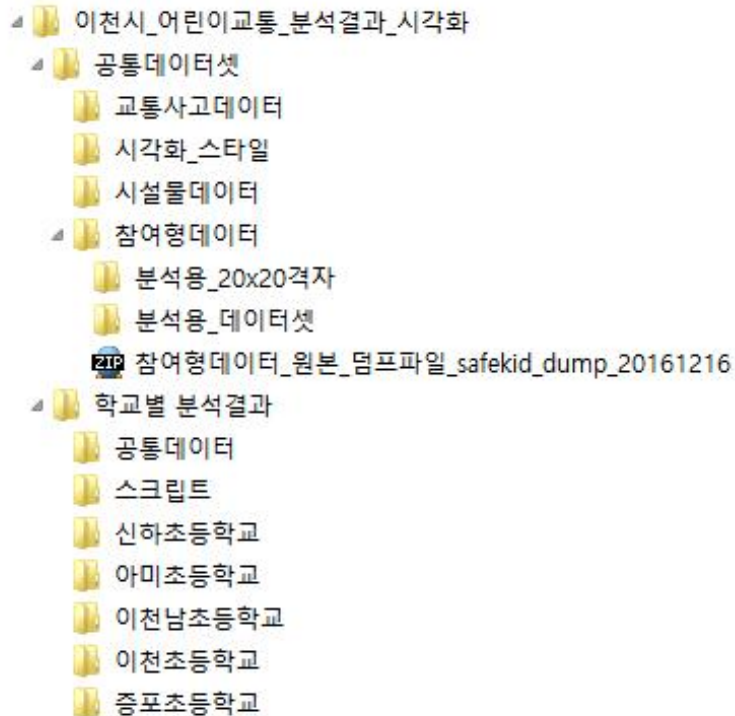 이천시_어린이교통_분석결과_시각화
공통데이터셋
교통사고데이터
시각화_스타일
시설물데이터
참여형데이터
분석용_20x20격자
분석용_데이터셋
ZIP 참여형데이터_원본_덤프파일_safekid_dump_20161216
학교별 분석결과
공통데이터
스크립트
신하초등학교
아미초등학교
이천남초등학교
이천초등학교
증포초등학교